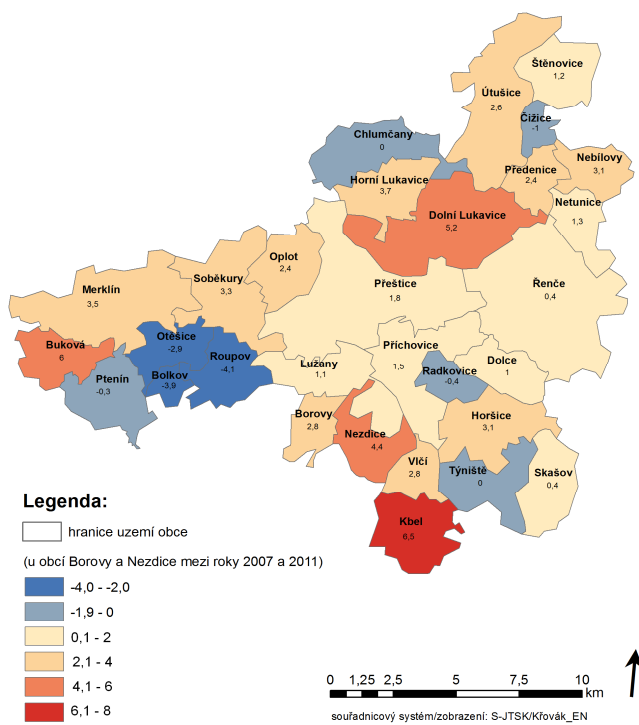 Štěnovice
1,2
Útušice
2,6
Čižice
-1
Chlumčany
0
Nebílovy
3,1
Předenice
2,4
Horní Lukavice
3,7
Netunice
1,3
Dolní Lukavice
5,2
Oplot
2,4
Soběkury
3,3
Merklín
3,5
Přeštice
1,8
Řenče
0,4
Otěšice
-2,9
Buková
6
Roupov
-4,1
Příchovice
1,5
Dolce
1
Lužany
1,1
Radkovice
-0,4
Ptenín
-0,3
Bolkov
-3,9
Borovy
2,8
Horšice
3,1
Nezdice
4,4
Vlčí
2,8
Týniště
0
Skašov
0,4
Kbel
6,5
Legenda:
hranice uzemí obce
(u obcí Borovy a Nezdice mezi roky 2007 a 2011)
-4,0 - -2,0
-1,9 - 0
0,1 - 2
2,1 - 4
4,1 - 6
6,1 - 8
0 1,25 2,5 5 7,5 10
km
souřadnicový systém/zobrazení: S-JTSK/Křovák_EN